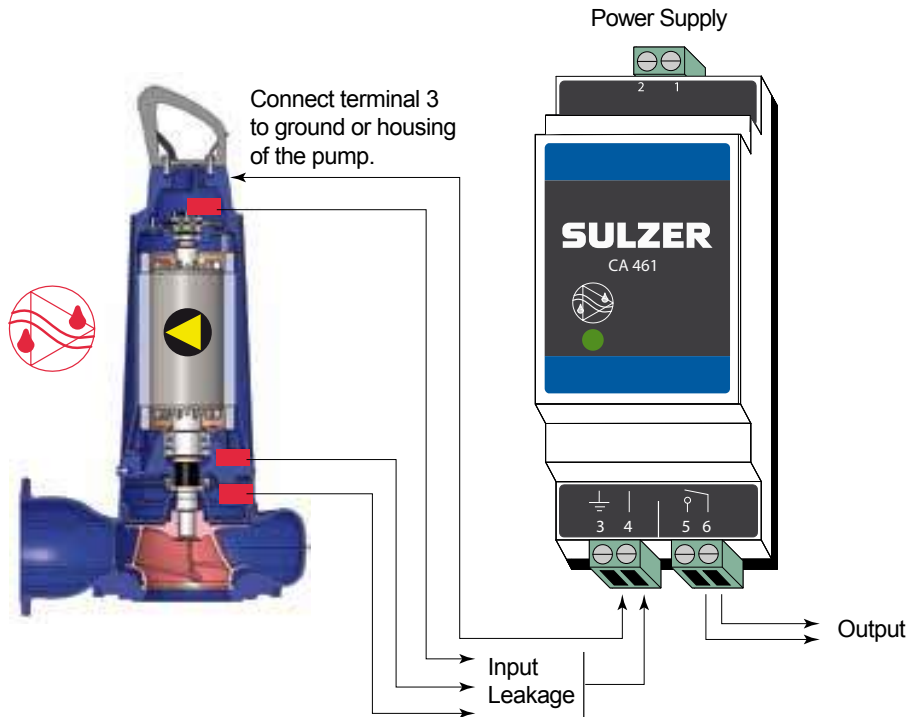 Power Supply
2 1
Connect terminal 3
to ground or housing
of the pump.
SULZER
CA 461
3 4 5 6
Output
Input
Leakage